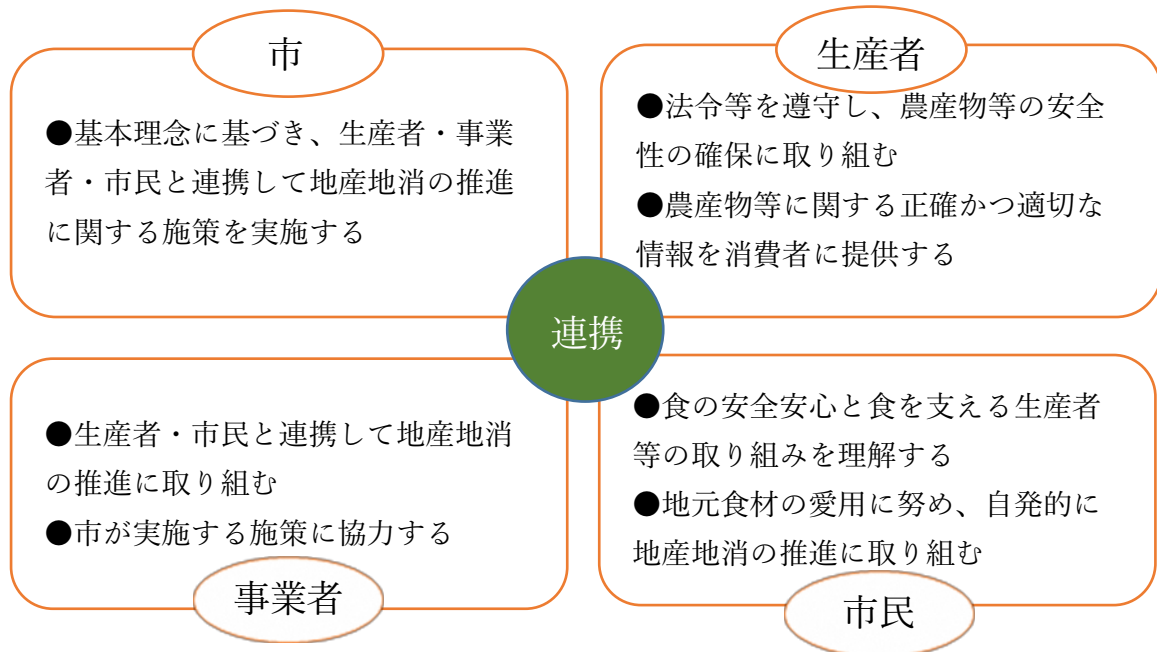 市
●基本理念に基づき、生産者・事業
者・市民と連携して地産地消の推進
に関する施策を実施する
生産者
●法令等を遵守し、農産物等の安全
性の確保に取り組む
●農産物等に関する正確かつ適切な
情報を消費者に提供する
連携
●生産者・市民と連携して地産地消
の推進に取り組む
●市が実施する施策に協力する
事業者
●食の安全安心と食を支える生産者
等の取り組みを理解する
●地元食材の愛用に努め、自発的に
地産地消の推進に取り組む
市民